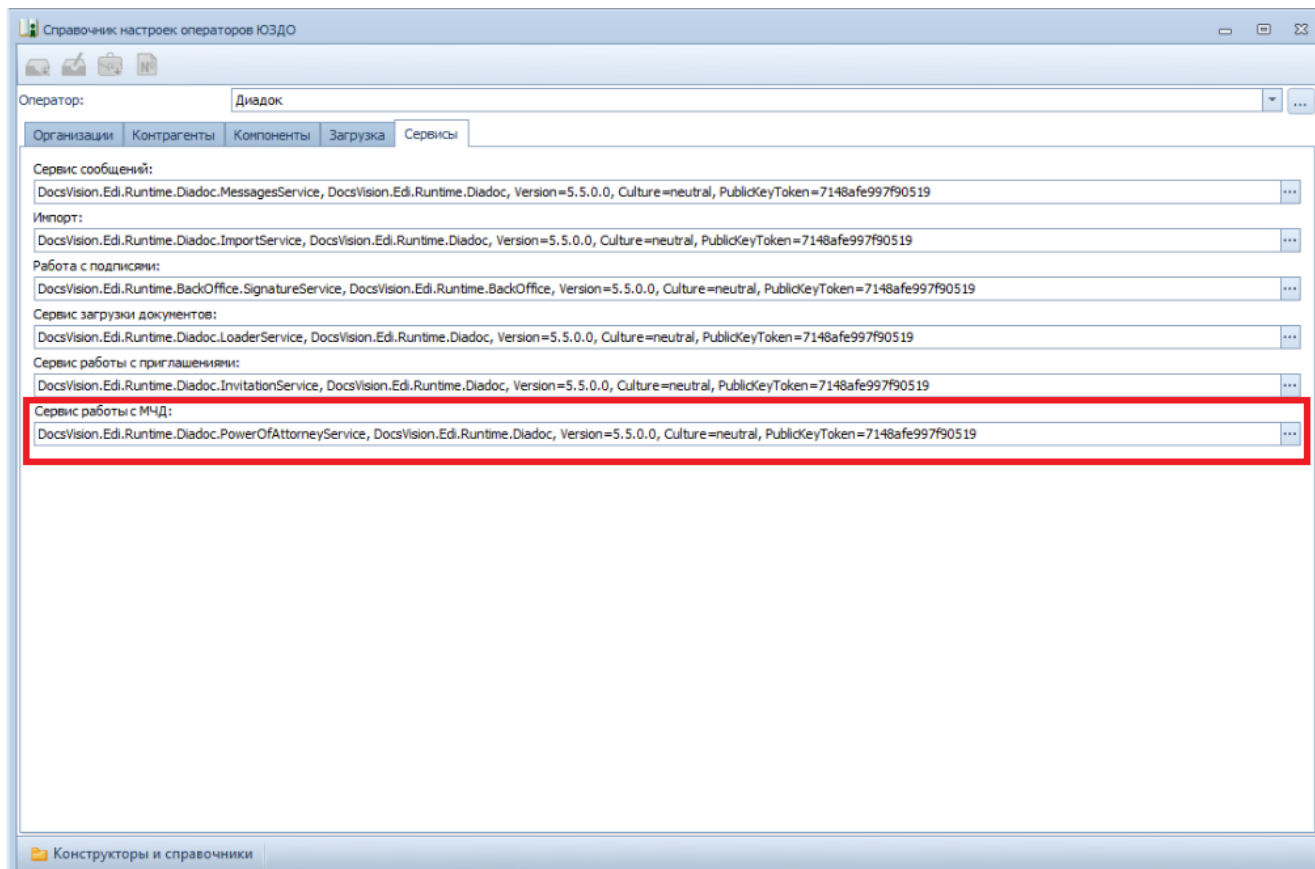 Справочник настроек операторов ЮЗДО
Оператор:
Диадок
Организации Контрагенты Компоненты Загрузка Сервисы
Сервис сообщений:
DocsVision.Edi.Runtime.Diadoc.MessagesService, DocsVision.Edi.Runtime.Diadoc, Version=5.5.0.0, Culture=neutral, PublicKeyToken=7148afe997f90519
Импорт:
DocsVision.Edi.Runtime.Diadoc.ImportService, DocsVision.Edi.Runtime.Diadoc, Version=5.5.0.0, Culture=neutral, PublicKeyToken=7148afe997f90519
Работа с подписями:
DocsVision.Edi.Runtime.BackOffice.SignatureService, DocsVision.Edi.Runtime.BackOffice, Version=5.5.0.0, Culture=neutral, PublicKeyToken=7148afe997f90519
Сервис загрузки документов:
DocsVision.Edi.Runtime.Diadoc.LoaderService, DocsVision.Edi.Runtime.Diadoc, Version=5.5.0.0, Culture=neutral, PublicKeyToken=7148afe997f90519
Сервис работы с приглашениями:
DocsVision.Edi.Runtime.Diadoc.InvitationService, DocsVision.Edi.Runtime.Diadoc, Version=5.5.0.0, Culture=neutral, PublicKeyToken=7148afe997f90519
Сервис работы с МЧД:
DocsVision.Edi.Runtime.Diadoc.PowerOfAttorneyService, DocsVision.Edi.Runtime.Diadoc, Version=5.5.0.0, Culture=neutral, PublicKeyToken=7148afe997f90519
Конструкторы и справочники